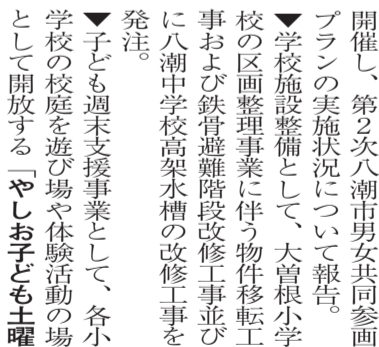 開催し、第2次八潮市男女共同参画
プランの実施状況について報告。
▼学校施設整備として、大曽根小学
校の区画整理事業に伴う物件移転工
事および鉄骨避難階段改修工事並び
に八潮中学校高架水槽の改修工事を
発注。
▼子ども週末支援事業として、各小
学校の校庭を遊び場や体験活動の場
として開放する「やしお子ども土曜